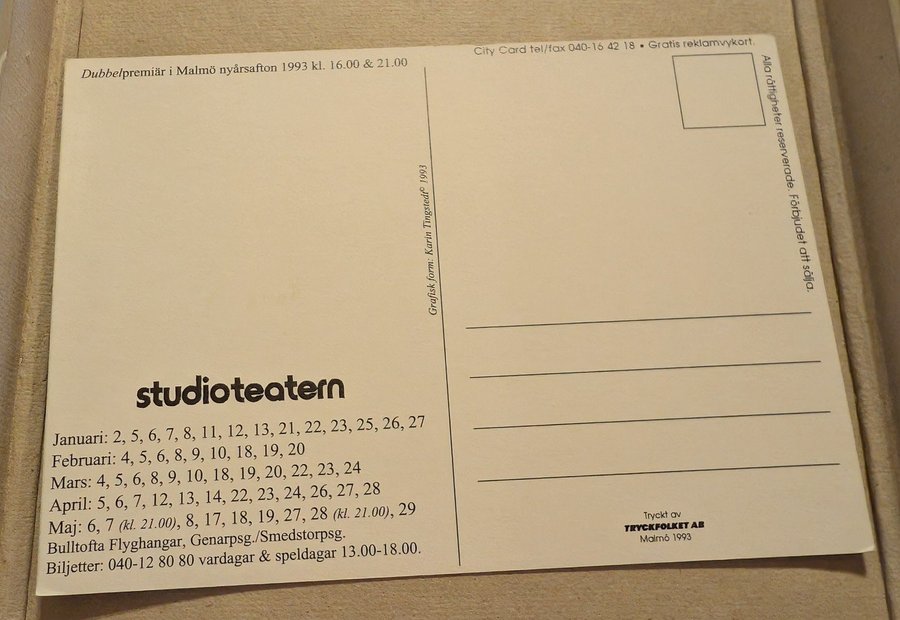 Dubbelpremiär i Malmö nyårsafton 1993 kl. 16.00 & 21.00
City Card tel/fax 040-16 42 18 • Gratis reklamvykort.
Alla rättigheter reserverade. Förbjudet att sälja.
Grafisk form: Karin Tingstedt© 1993
studioteatern
Januari: 2, 5, 6, 7, 8, 11, 12, 13, 21, 22, 23, 25, 26, 27
Februari: 4, 5, 6, 8, 9, 10, 18, 19, 20
Mars: 4, 5, 6, 8, 9, 10, 18, 19, 20, 22, 23, 24
April: 5, 6, 7, 12, 13, 14, 22, 23, 24, 26, 27, 28
Maj: 6, 7 (kl. 21.00), 8, 17, 18, 19, 27, 28 (kl. 21.00), 29
Bulltofta Flyghangar, Genarpsg./Smedstorpsg.
Biljetter: 040-12 80 80 vardagar & speldagar 13.00-18.00.
Tryckt av
TRYCKFOLKET AB
Malmö 1993